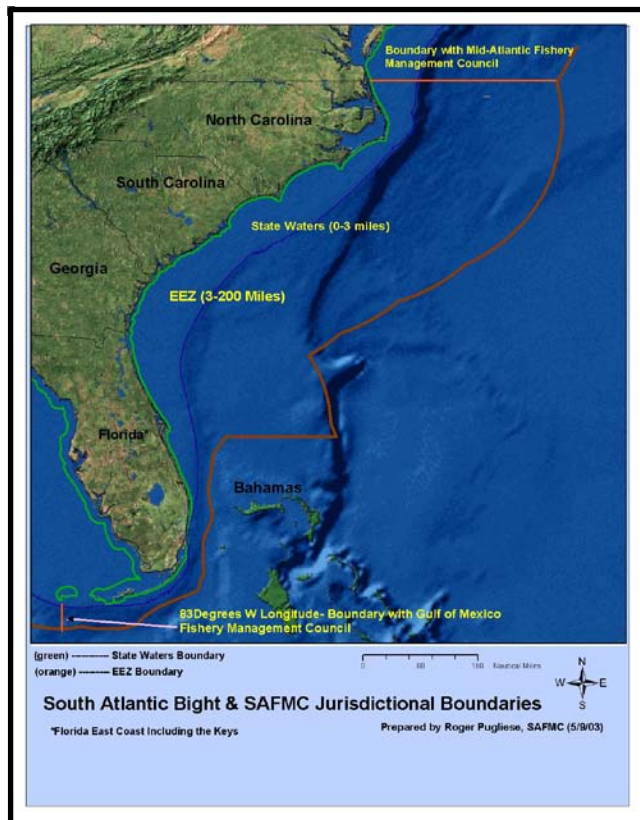 Boundary with Mid-Atlantic Fishery
Management Council
North Carolina
South Carolina
State Waters (0-3 miles)
Georgia
EEZ (3-200 Miles)
Florida*
Bahamas
83Degrees W Longitude- Boundary with Gulf of Mexico
Fishery Management Council
(green) ---------- State Waters Boundary
(orange) ---------- EEZ Boundary
0 80 160 Nautical Miles
N
W E
S
South Atlantic Bight & SAFMC Jurisdictional Boundaries
*Florida East Coast Including the Keys
Prepared by Roger Pugliese, SAFMC (5/9/03)